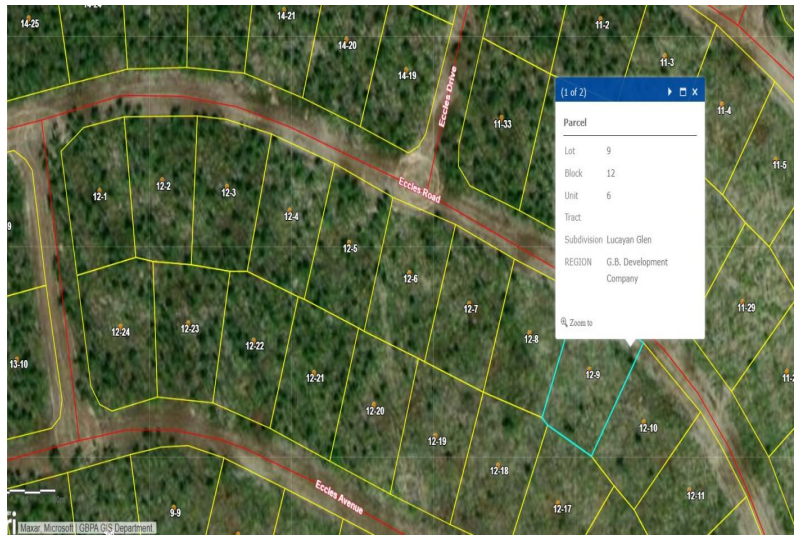 14-21
14-25
14-20
14-19
11-2
11-3
11-4
11-5
11-33
Eccles Drive
Eccles Road
(1 of 2)
Parcel
Lot 9
Block 12
Unit 6
Tract
Subdivision Lucayan Glen
REGION G.B. Development
Company
Zoom to
12-1
12-2
12-3
12-4
12-5
12-6
12-7
12-8
12-9
12-10
12-11
11-29
12-24
12-23
12-22
12-21
12-20
12-19
12-18
12-17
13-10
9-9
Eccles Avenue
Maxar, Microsoft | GBPA GIS Department